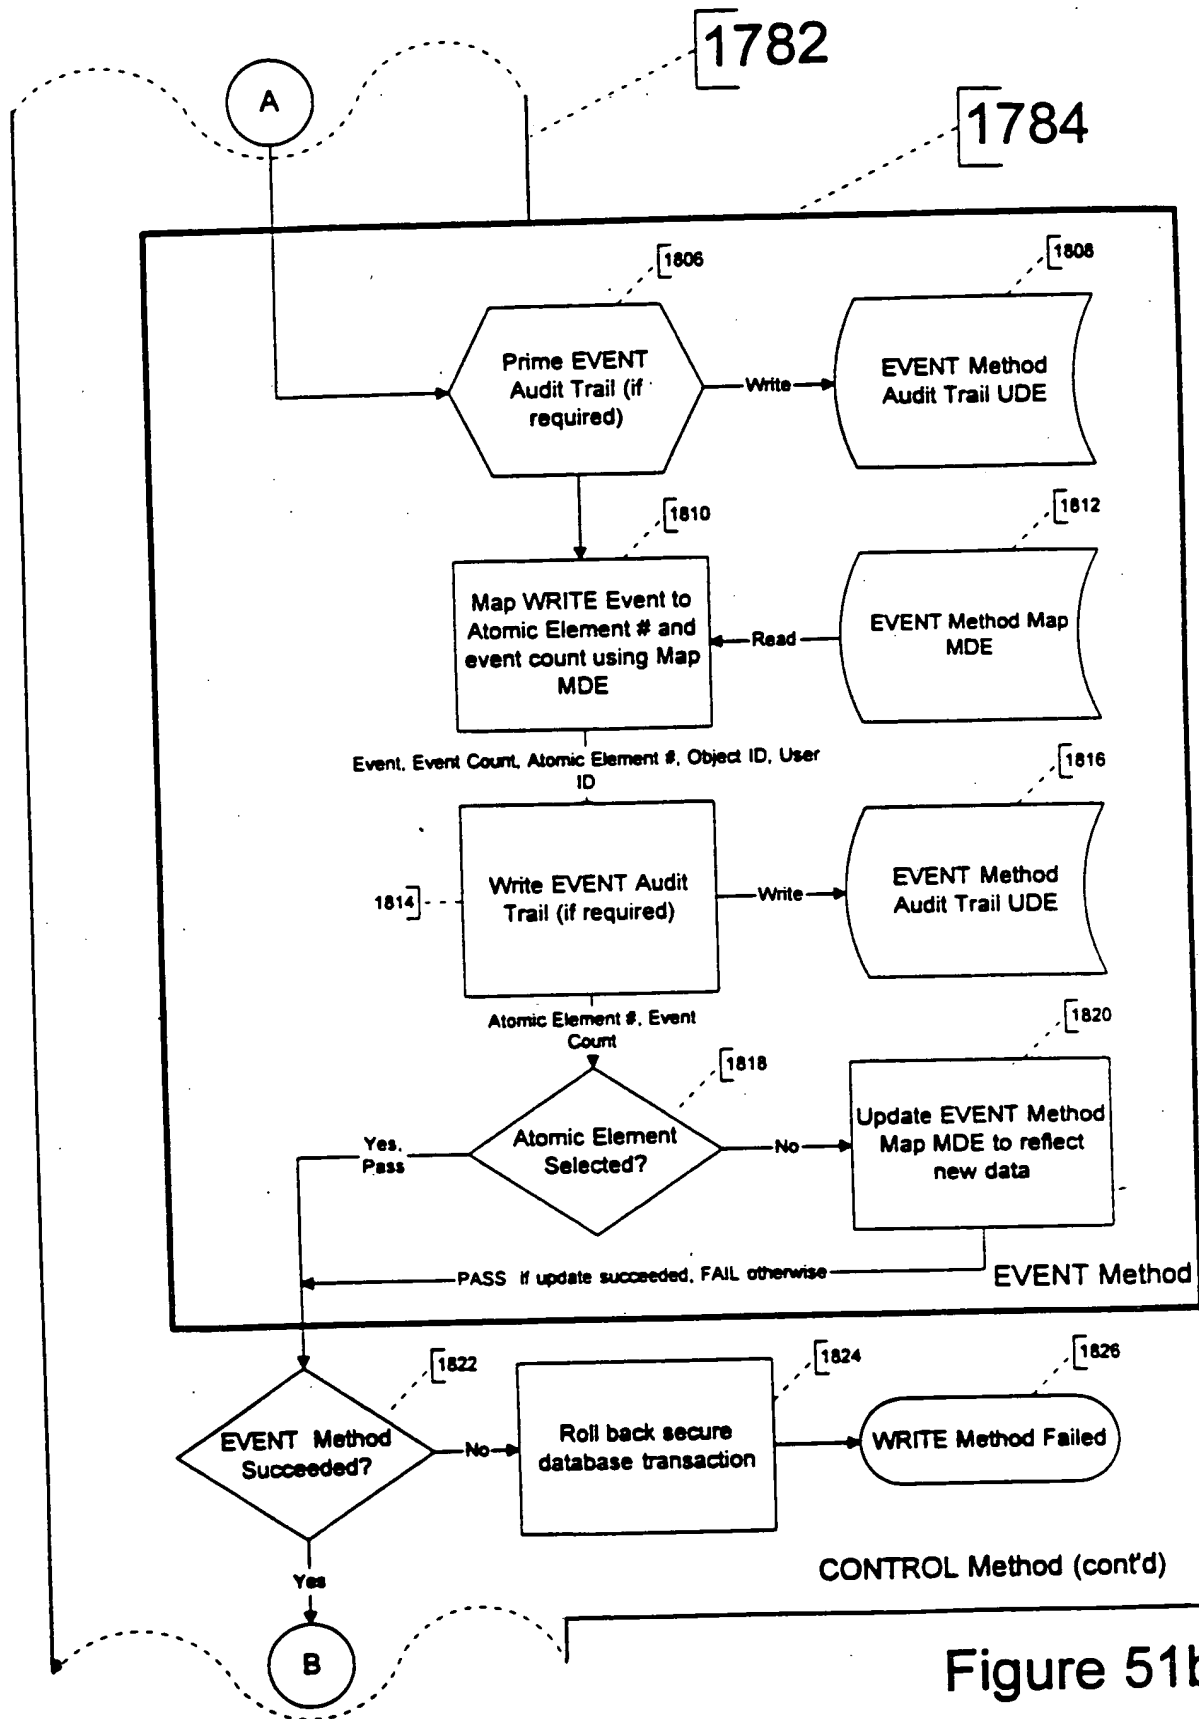 1782
A
1784
1806
1808
Prime EVENT
Audit Trail (if
required)
Write
EVENT Method
Audit Trail UDE
1810
1812
Map WRITE Event to
Atomic Element # and
event count using Map
MDE
Read
EVENT Method Map
MDE
Event, Event Count, Atomic Element #, Object ID, User
ID
1816
1814
Write EVENT Audit
Trail (if required)
Write
EVENT Method
Audit Trail UDE
Atomic Element #, Event
Count
1818
1820
Yes,
Pass
Atomic Element
Selected?
No
Update EVENT Method
Map MDE to reflect
new data
PASS if update succeeded, FAIL otherwise
EVENT Method
1822
1824
1826
EVENT Method
Succeeded?
No
Roll back secure
database transaction
WRITE Method Failed
Yes
CONTROL Method (cont'd)
B
Figure 51b